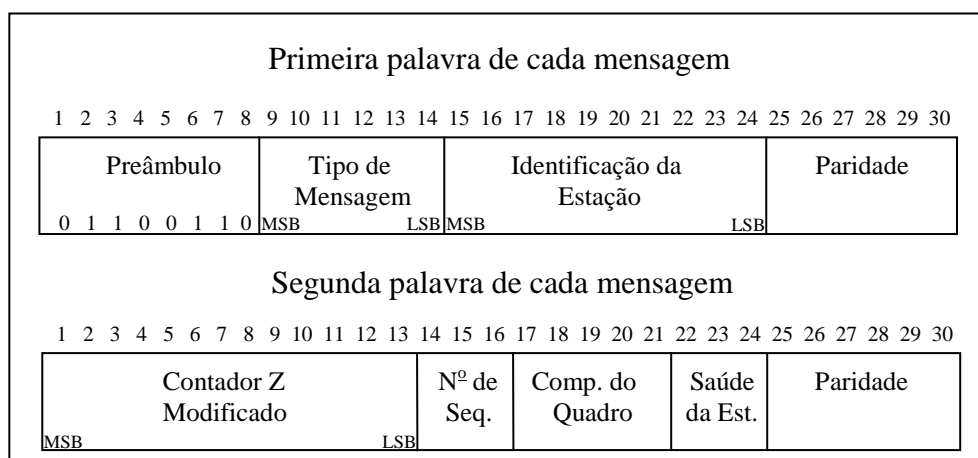 Primeira palavra de cada mensagem
1 2 3 4 5 6 7 8 9 10 11 12 13 14 15 16 17 18 19 20 21 22 23 24 25 26 27 28 29 30
Preâmbulo Tipo de Identificação da Paridade
Mensagem Estação
0 1 1 0 0 1 1 0 MSB LSB MSB LSB
Segunda palavra de cada mensagem
1 2 3 4 5 6 7 8 9 10 11 12 13 14 15 16 17 18 19 20 21 22 23 24 25 26 27 28 29 30
Contador Z Nº de Comp. do Saúde Paridade
Modificado Seq. Quadro da Est.
MSB LSB